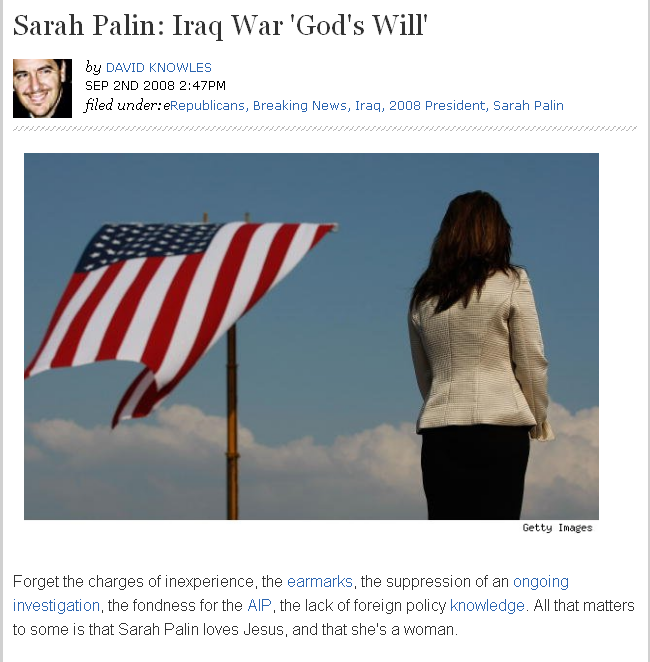 Sarah Palin: Iraq War 'God's Will'
by DAVID KNOWLES
SEP 2ND 2008 2:47PM
filed under:eRepublicans, Breaking News, Iraq, 2008 President, Sarah Palin
Getty Images
Forget the charges of inexperience, the earmarks, the suppression of an ongoing
investigation, the fondness for the AIP, the lack of foreign policy knowledge. All that matters
to some is that Sarah Palin loves Jesus, and that she's a woman.